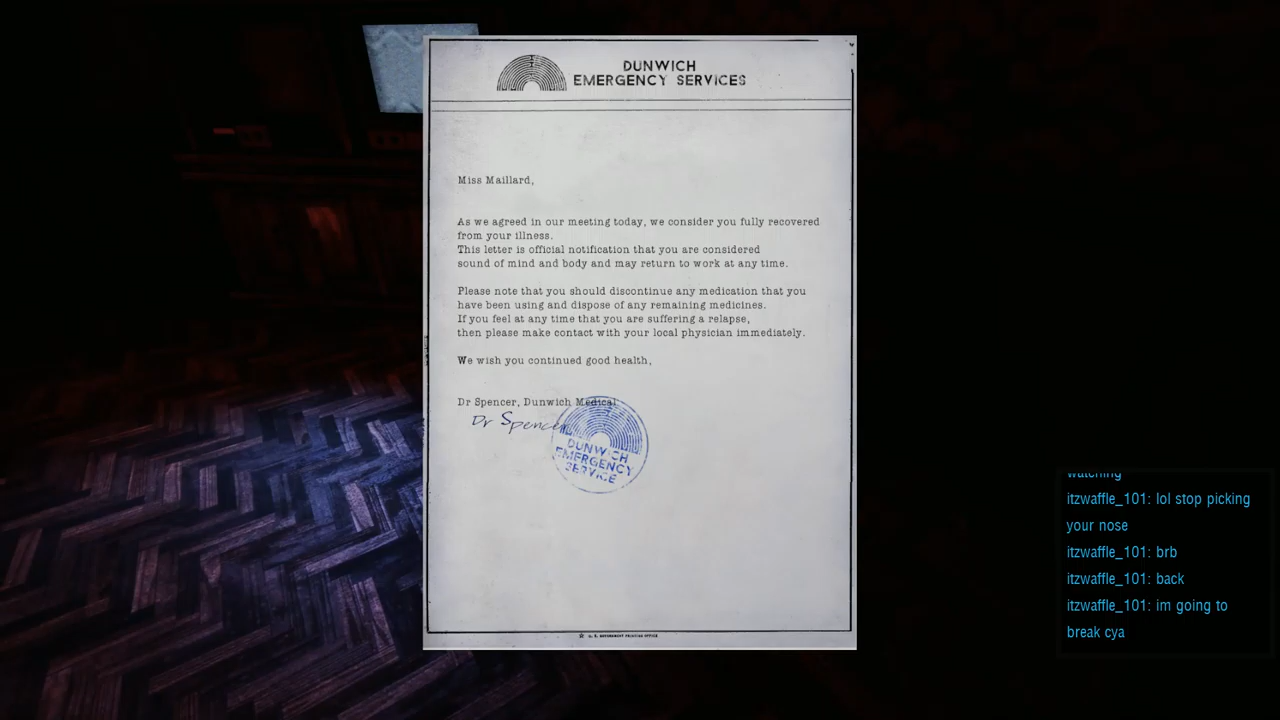 DUNWICH
EMERGENCY SERVICES
Miss Maillard,
As we agreed in our meeting today, we consider you fully recovered
from your illness.
This letter is official notification that you are considered
sound of mind and body and may return to work at any time.
Please note that you should discontinue any medication that you
have been using and dispose of any remaining medicines.
If you feel at any time that you are suffering a relapse,
then please make contact with your local physician immediately.
We wish you continued good health,
Dr Spencer, Dunwich Medical
Dr Spencer
DUNWICH
EMERGENCY
SERVICE
GOVERNMENT PRINTING OFFICE
watching
itzwaffle_101: lol stop picking
your nose
itzwaffle_101: brb
itzwaffle_101: back
itzwaffle_101: im going to
break cya